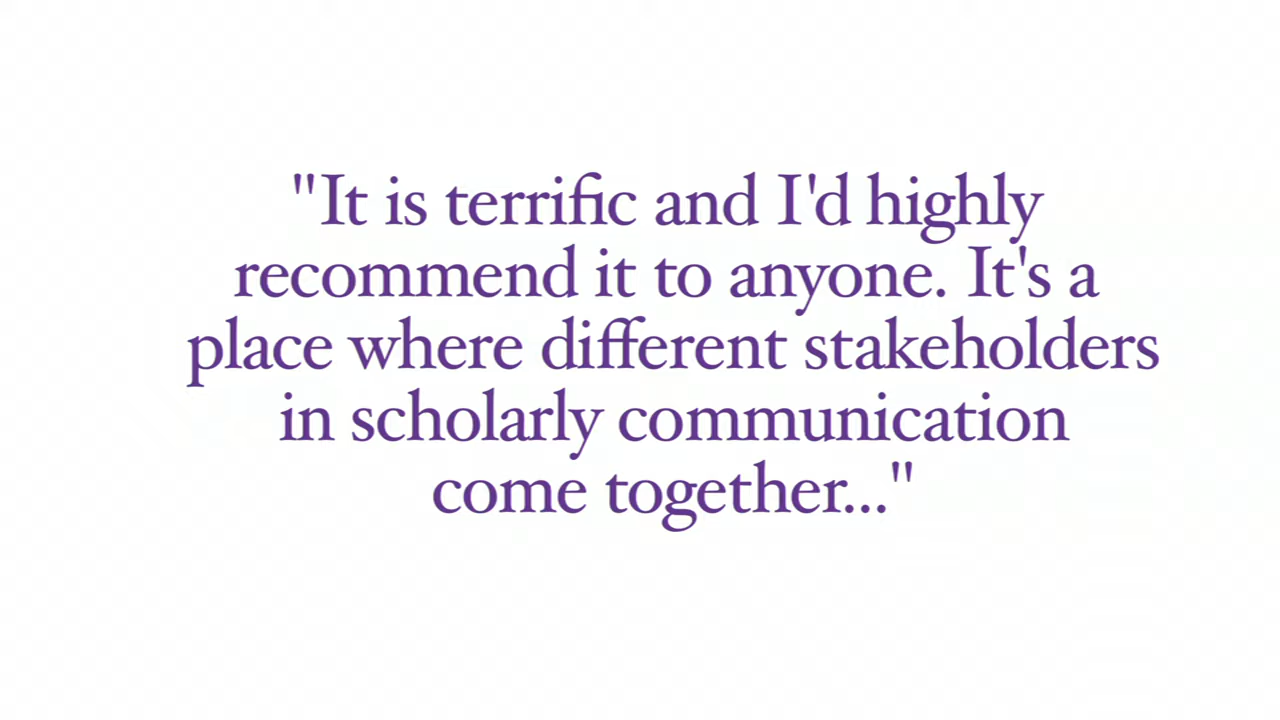 "It is terrific and I'd highly
recommend it to anyone. It's a
place where different stakeholders
in scholarly communication
come together..."